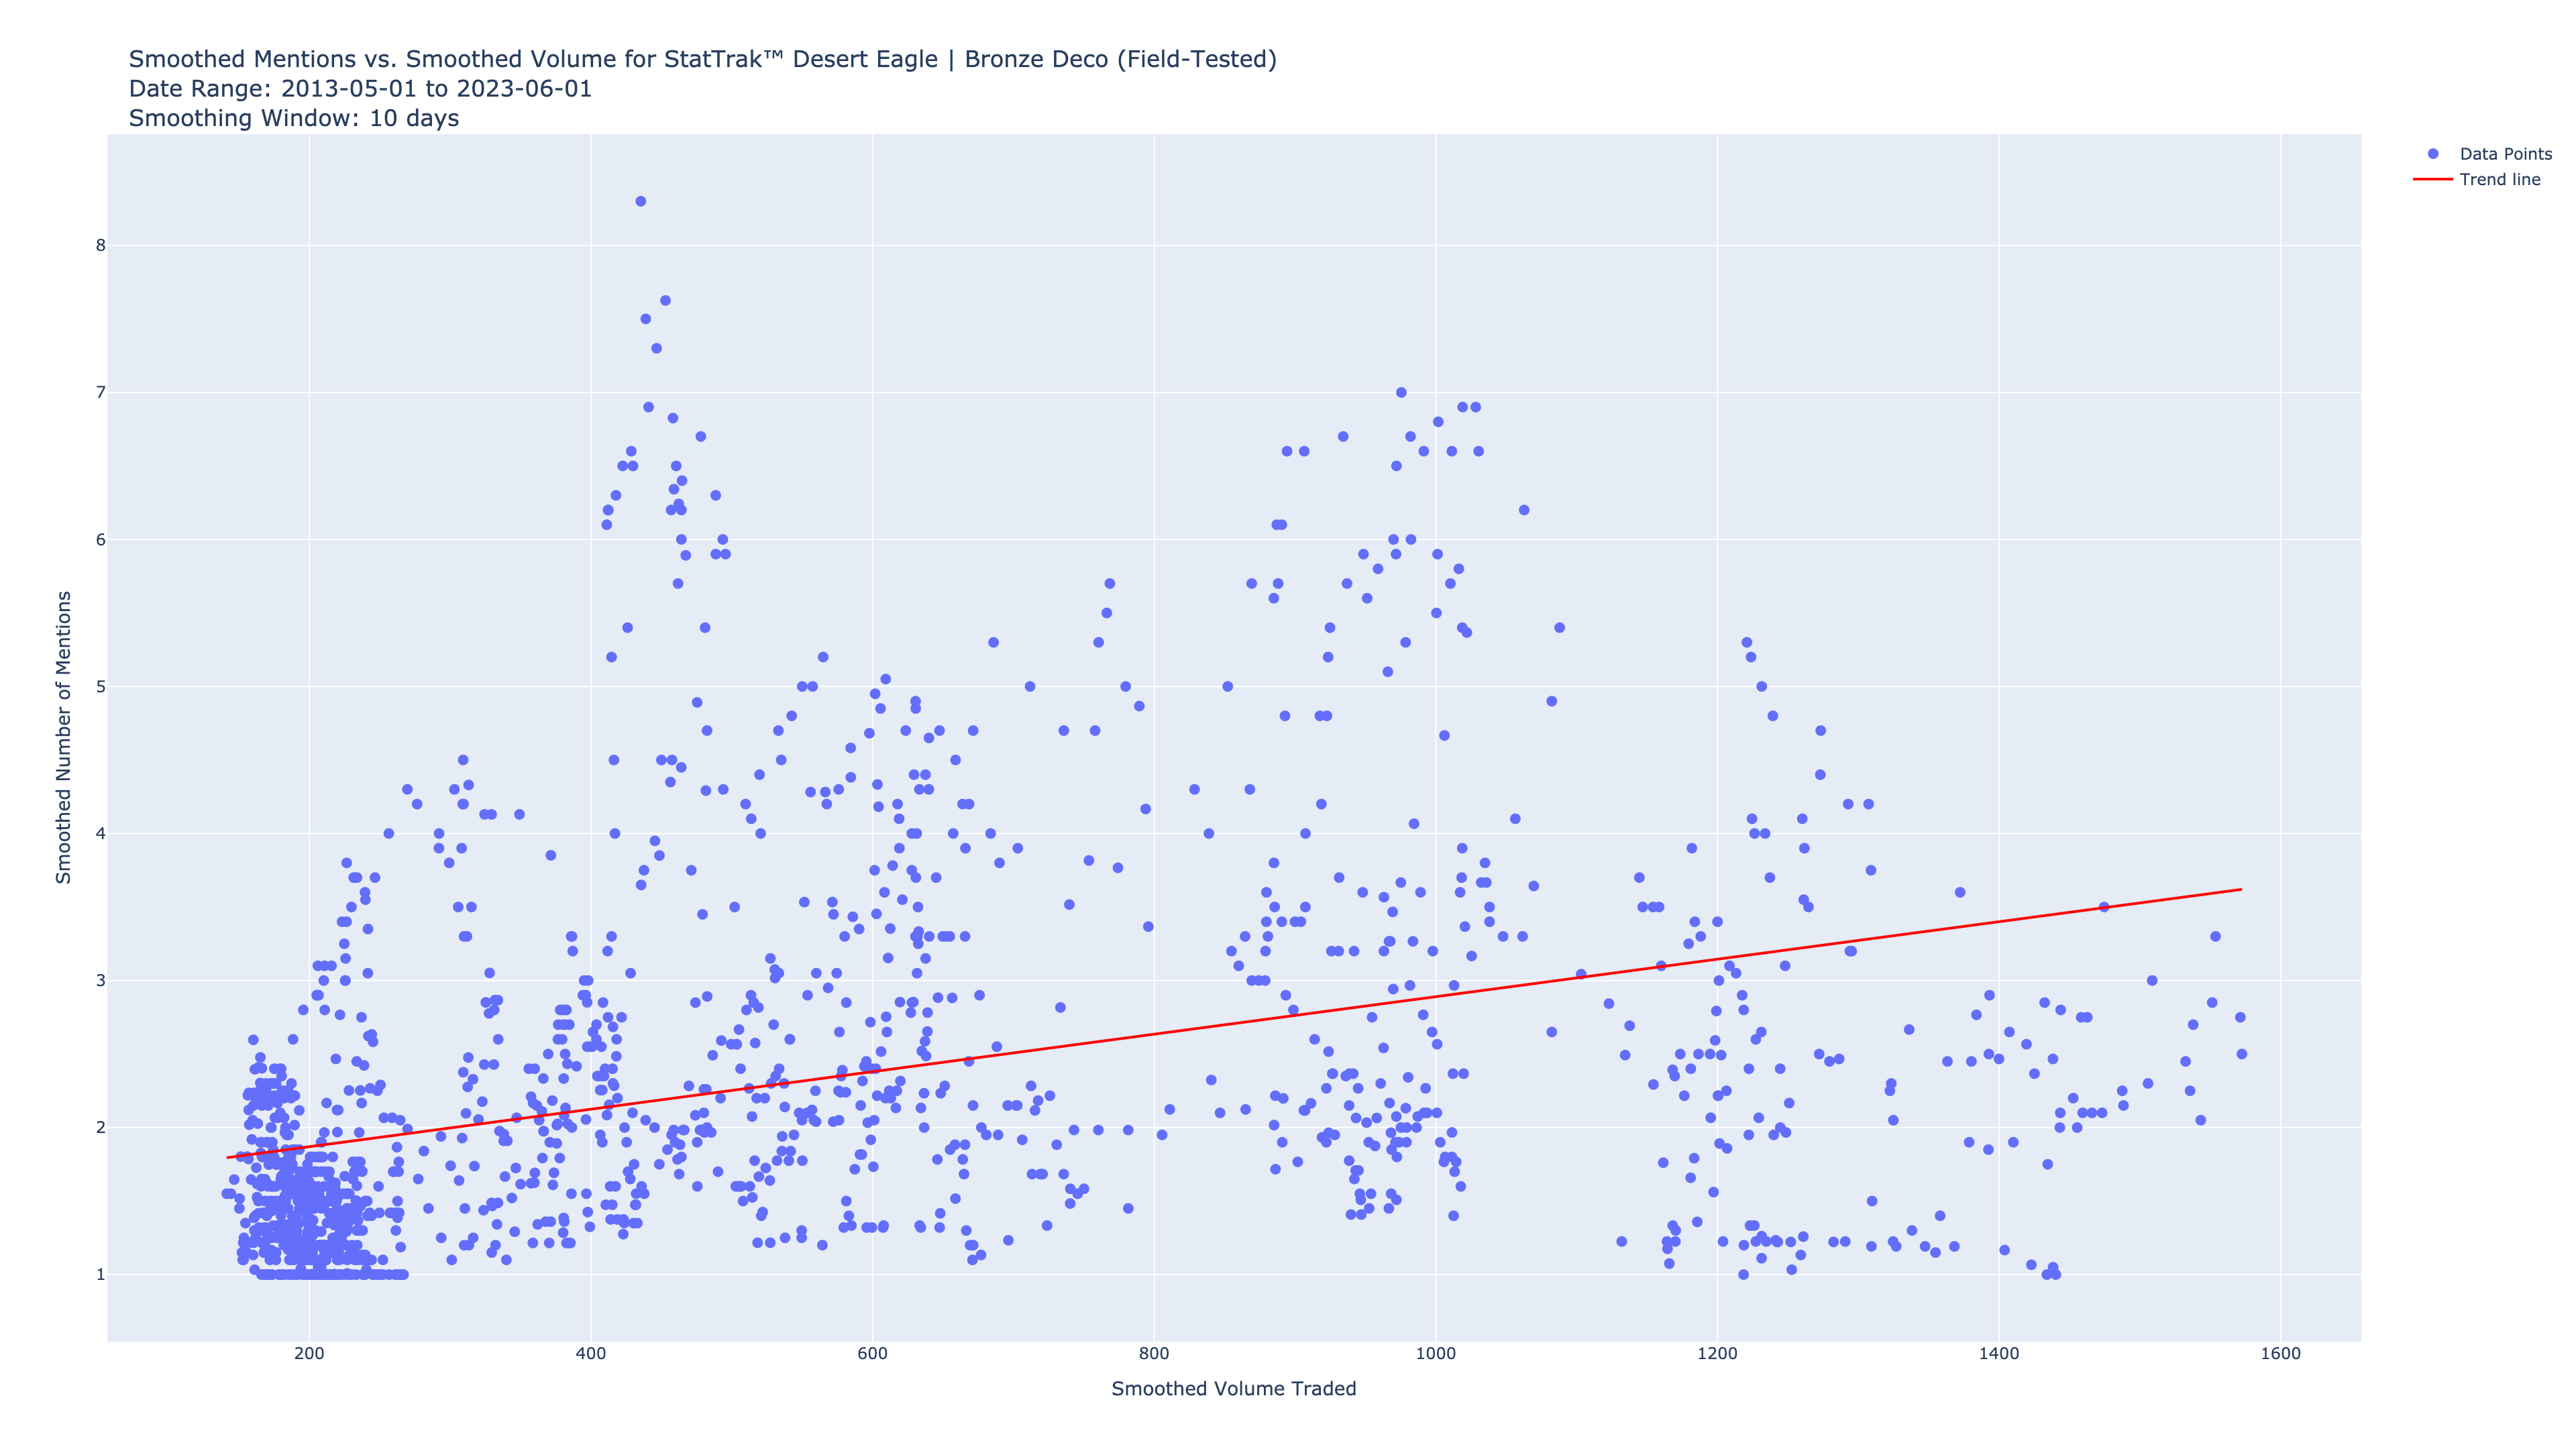 Smoothed Mentions vs. Smoothed Volume for StatTrak™ Desert Eagle | Bronze Deco (Field-Tested)
Date Range: 2013-05-01 to 2023-06-01
Smoothing Window: 10 days
Data Points
Trend line
8
7
6
5
4
3
2
1
Smoothed Number of Mentions
200 400 600 800 1000 1200 1400 1600
Smoothed Volume Traded